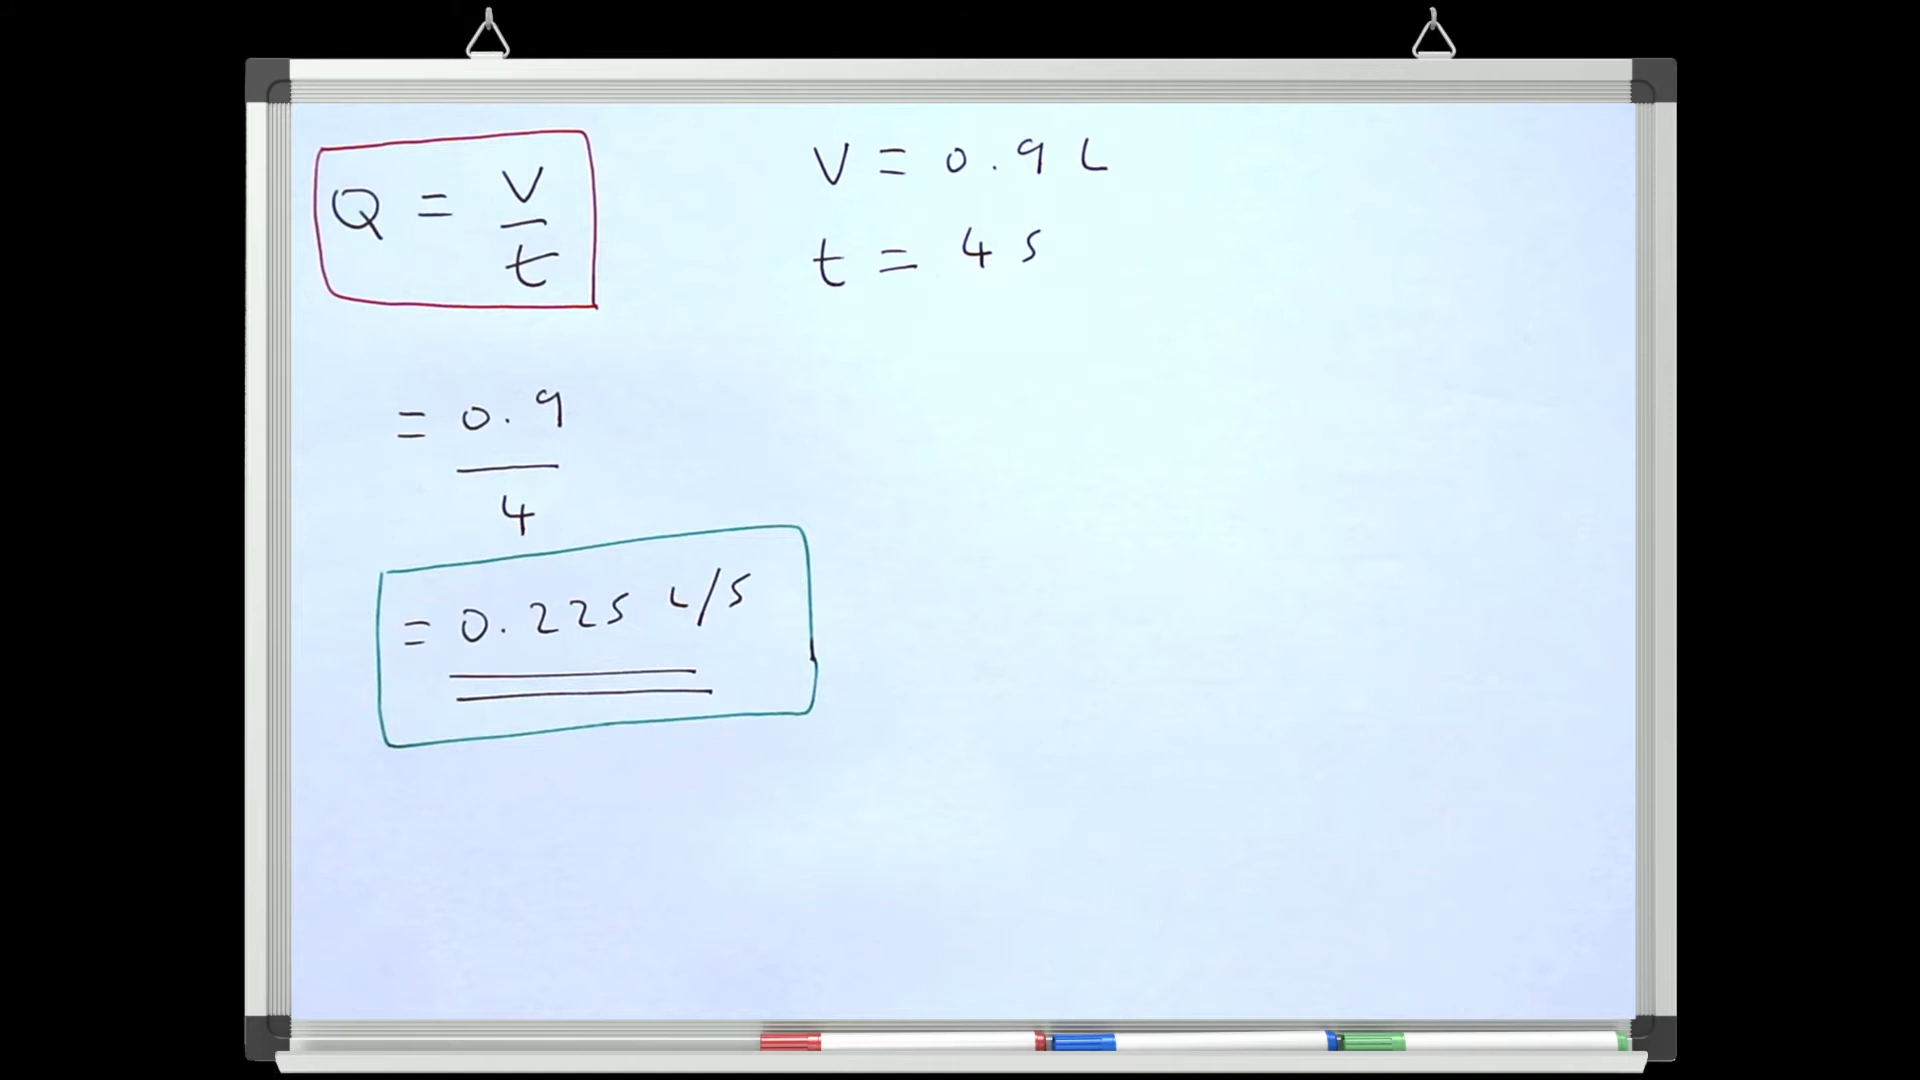 Q = V/t
V = 0.9 L
t = 4 s
= 0.9/4
= 0.225 L/s